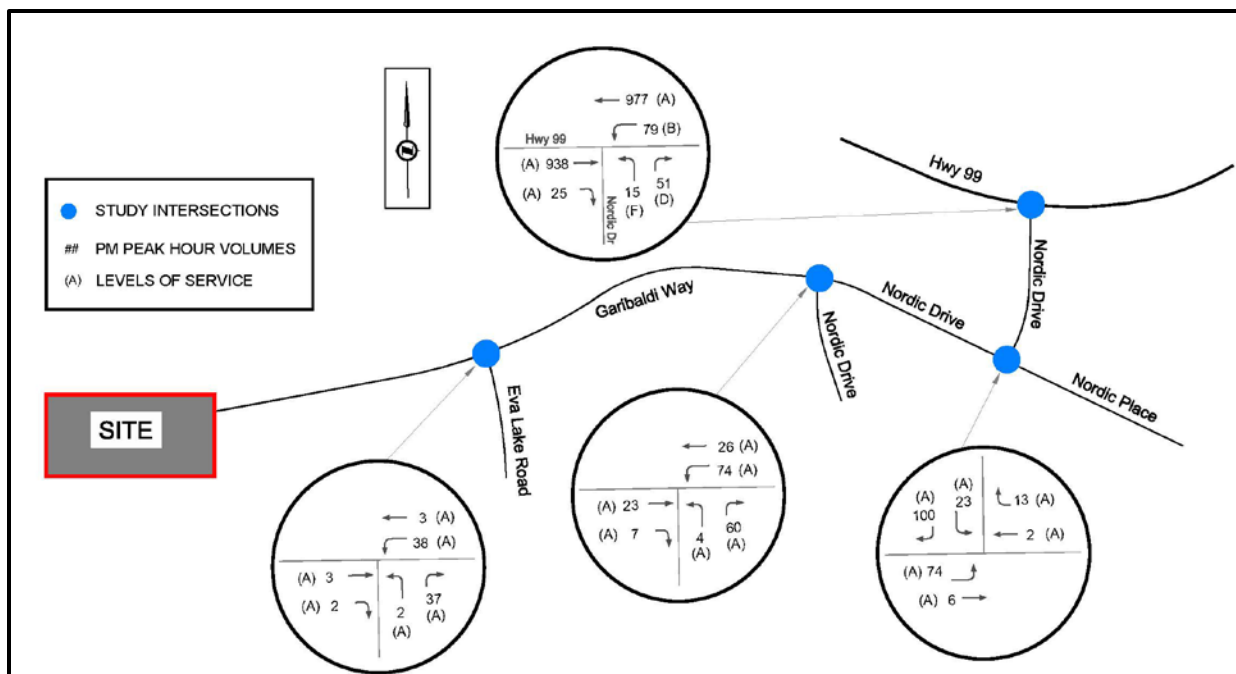 977 (A)
79 (B)
Hwy 99
(A) 938
(A) 25
15
(F)
51
(D)
Nordic Dr
STUDY INTERSECTIONS
## PM PEAK HOUR VOLUMES
(A) LEVELS OF SERVICE
Hwy 99
Nordic Drive
Garibaldi Way
Nordic Drive
Nordic Drive
Nordic Place
Eva Lake Road
SITE
3 (A)
38 (A)
(A) 3
(A) 2
2
(A)
37
(A)
26 (A)
74 (A)
(A) 23
(A) 7
4
(A)
60
(A)
(A)
100
(A)
23
13 (A)
2 (A)
(A) 74
(A) 6